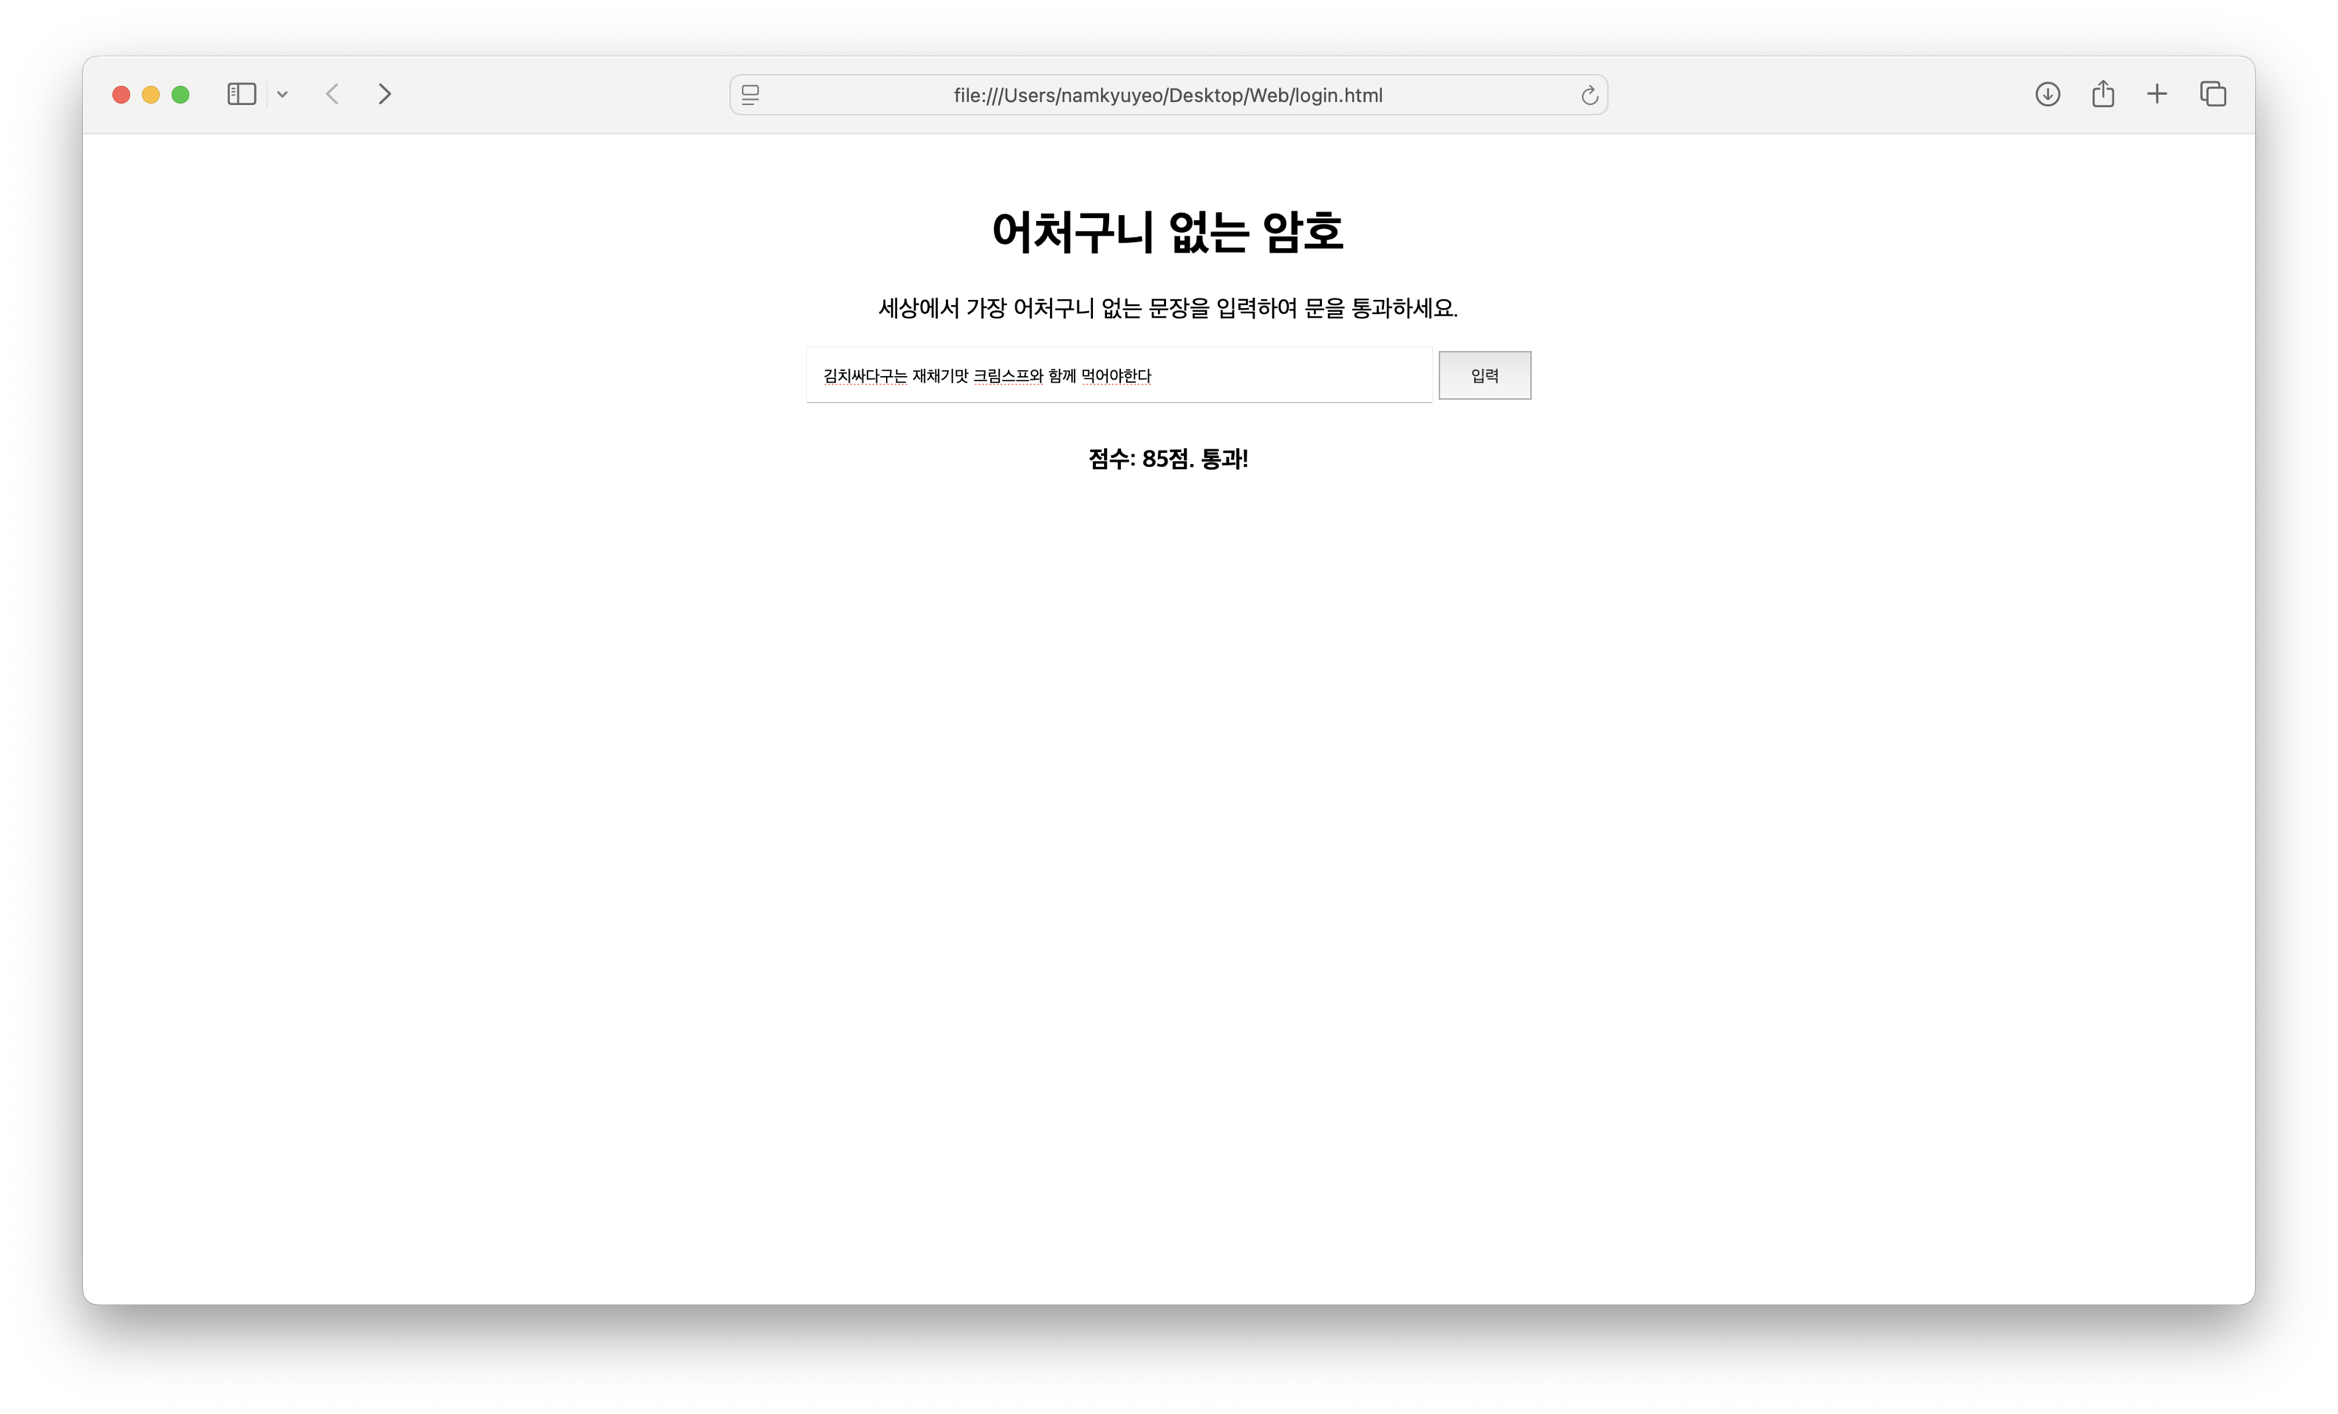 file:///Users/namkyuyeo/Desktop/Web/login.html
어처구니 없는 암호
세상에서 가장 어처구니 없는 문장을 입력하여 문을 통과하세요.
김치싸다구는 재채기맛 크림스프와 함께 먹어야한다
입력
점수: 85점. 통과!